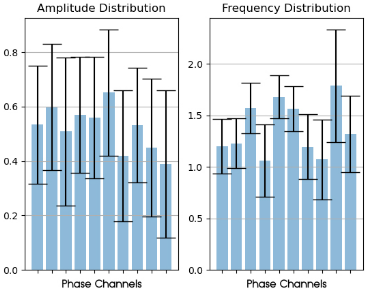 Amplitude Distribution
0.8
0.6
0.4
0.2
0.0
Phase Channels
Frequency Distribution
2.0
1.5
1.0
0.5
0.0
Phase Channels